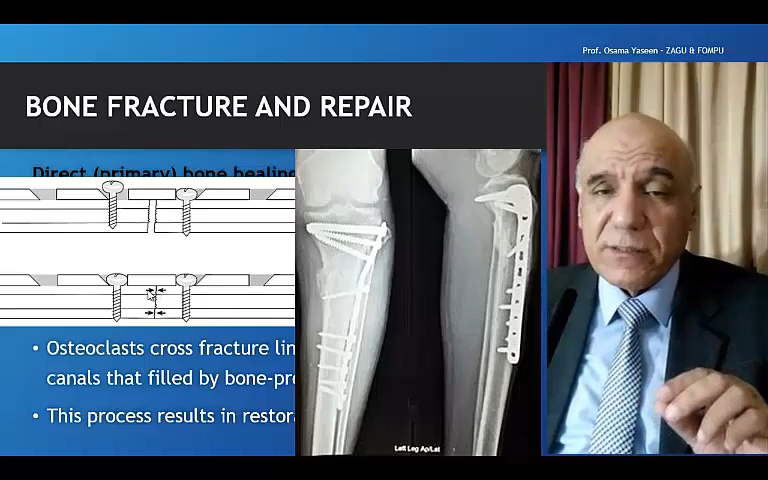 Prof. Osama Yaseen – ZAGU & FOMPU
BONE FRACTURE AND REPAIR
Direct (primary) bone healing
• Osteoclasts cross fracture lin
canals that filled by bone-pro
• This process results in restora
Left Leg Ap/Lat